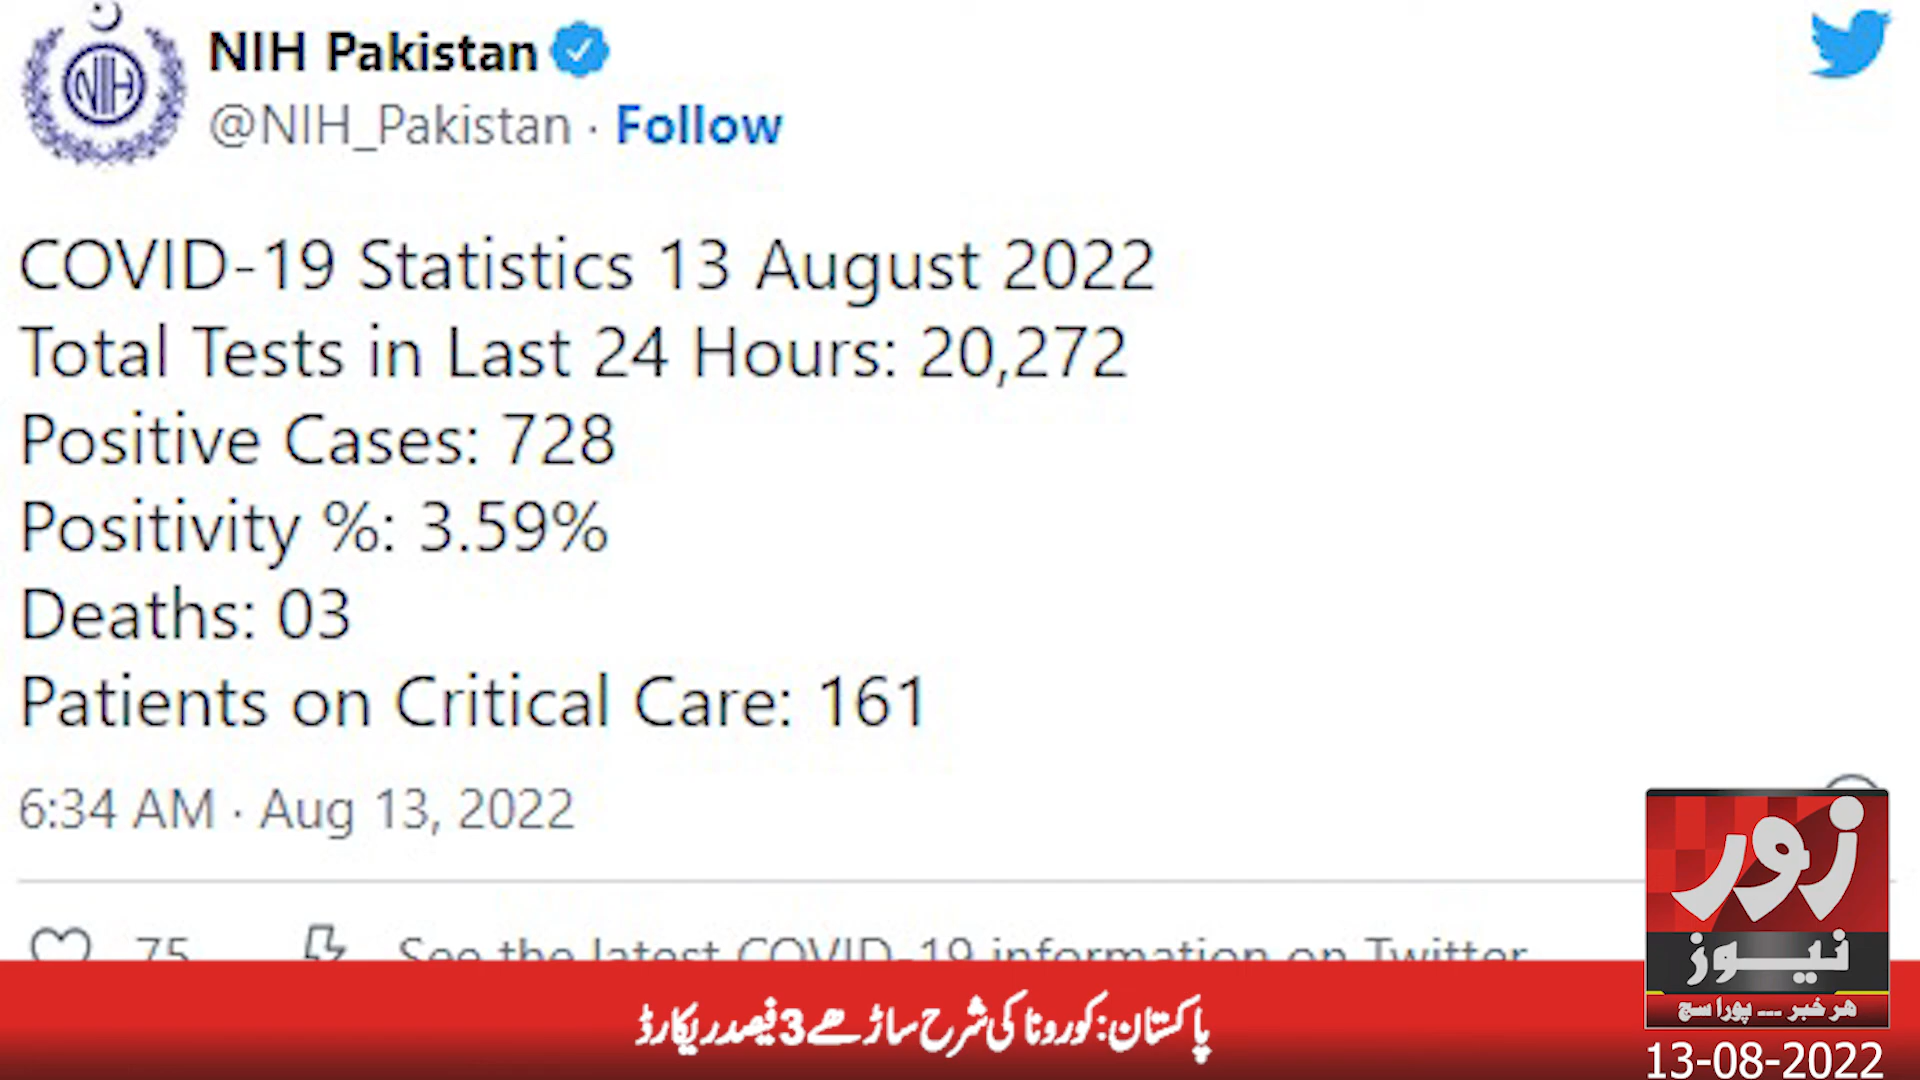 NIH Pakistan
@NIH_Pakistan · Follow
COVID-19 Statistics 13 August 2022
Total Tests in Last 24 Hours: 20,272
Positive Cases: 728
Positivity %: 3.59%
Deaths: 03
Patients on Critical Care: 161
6:34 AM · Aug 13, 2022
75 See the latest COVID-19 information on Twitter
زور
نیوز
ھر خبر --- پورا سچ
پاکستان: کورونا کی شرح ساڑھے 3 فیصد ریکارڈ
13-08-2022
NIH